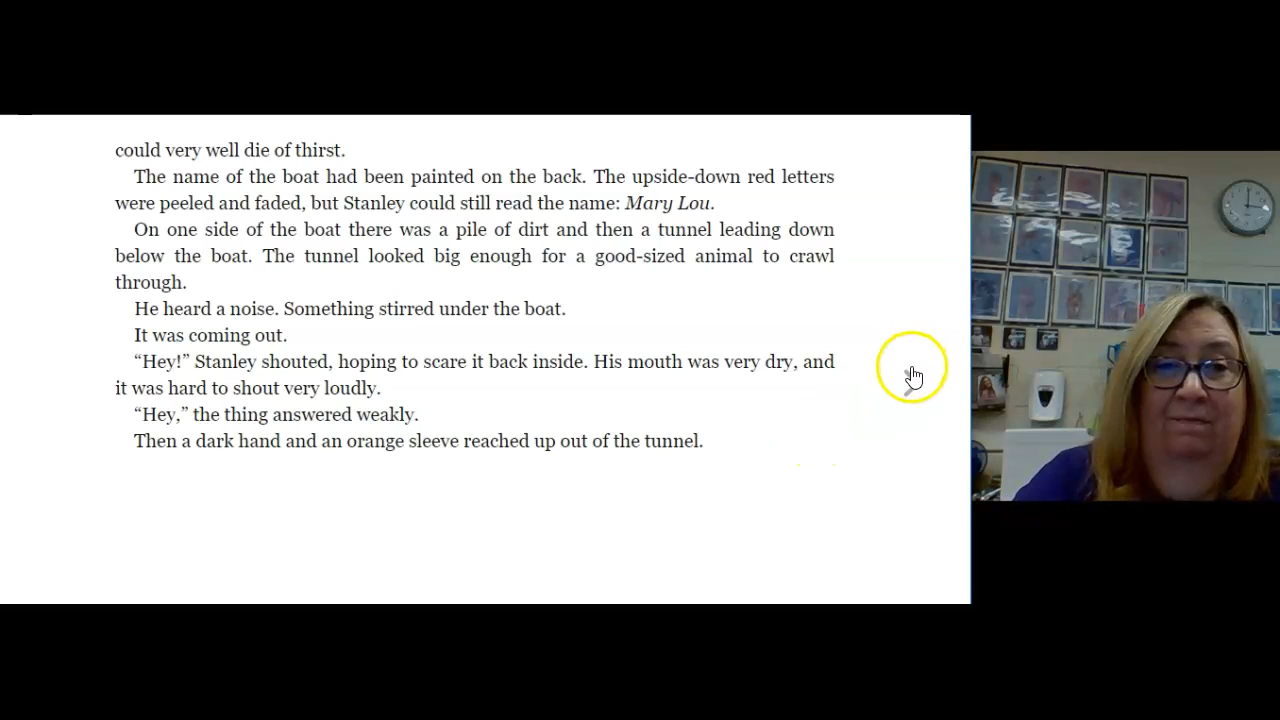 could very well die of thirst.
The name of the boat had been painted on the back. The upside-down red letters
were peeled and faded, but Stanley could still read the name: Mary Lou.
On one side of the boat there was a pile of dirt and then a tunnel leading down
below the boat. The tunnel looked big enough for a good-sized animal to crawl
through.
He heard a noise. Something stirred under the boat.
It was coming out.
“Hey!” Stanley shouted, hoping to scare it back inside. His mouth was very dry, and
it was hard to shout very loudly.
“Hey,” the thing answered weakly.
Then a dark hand and an orange sleeve reached up out of the tunnel.